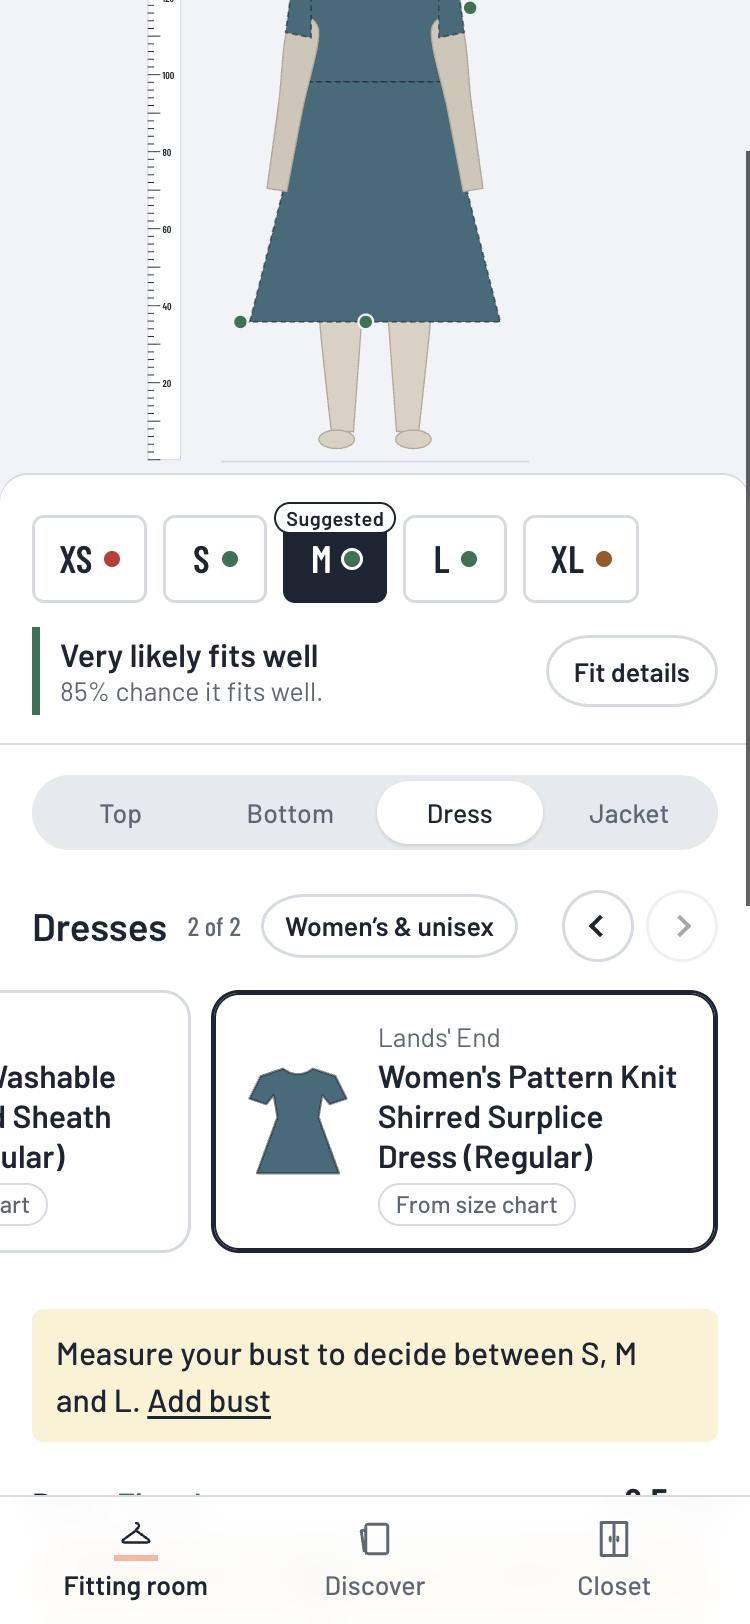 100
80
60
40
20
Suggested
XS
S
M
L
XL
Very likely fits well
85% chance it fits well.
Fit details
Top
Bottom
Dress
Jacket
Dresses
2 of 2
Women’s & unisex
Sheath
Lands' End
Women's Pattern Knit
Shirred Surplice
Dress (Regular)
From size chart
Measure your bust to decide between S, M
and L. Add bust
Fitting room
Discover
Closet